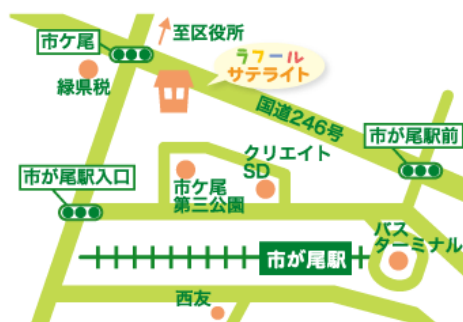 市ケ尾
至区役所
ラフール
サテライト
緑県税
国道246号
市が尾駅前
クリエイト
SD
市が尾駅入口
市ケ尾
第三公園
バス
ターミナル
市が尾駅
西友